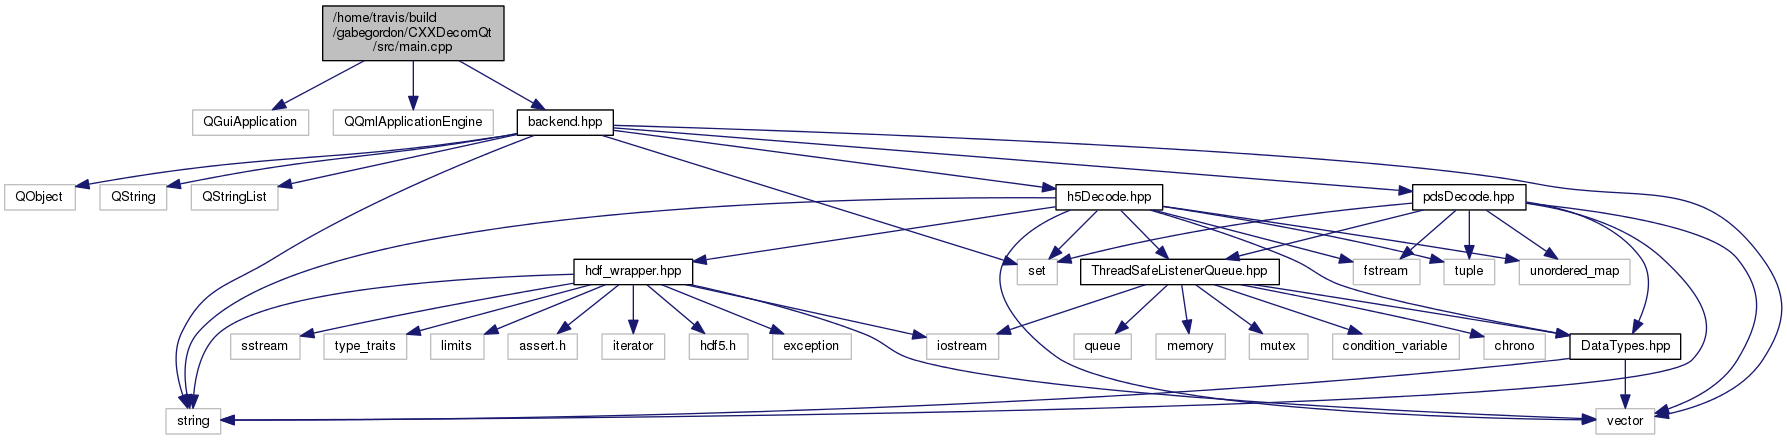 /home/travis/build
/gabegordon/CXXDecomQt
/src/main.cpp
QGuiApplication
QQmlApplicationEngine
backend.hpp
QObject
QString
QStringList
h5Decode.hpp
pdsDecode.hpp
hdf_wrapper.hpp
set
ThreadSafeListenerQueue.hpp
fstream
tuple
unordered_map
sstream
type_traits
limits
assert.h
iterator
hdf5.h
exception
iostream
queue
memory
mutex
condition_variable
chrono
DataTypes.hpp
string
vector